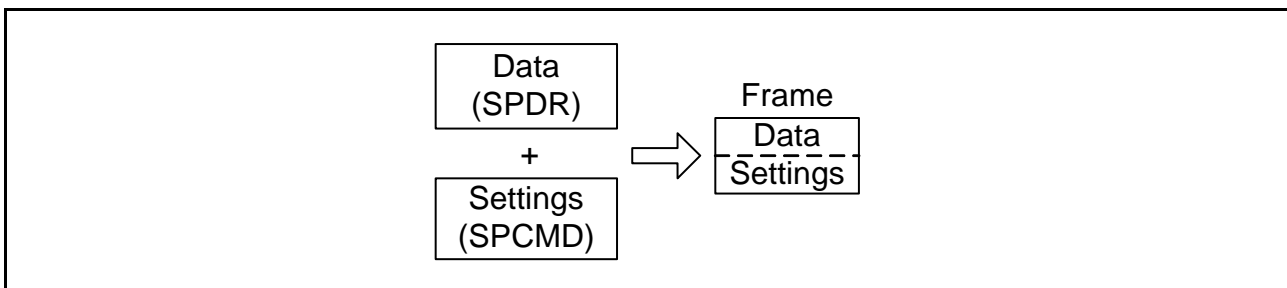 Data
(SPDR)
+
Settings
(SPCMD)
Frame
Data
Settings